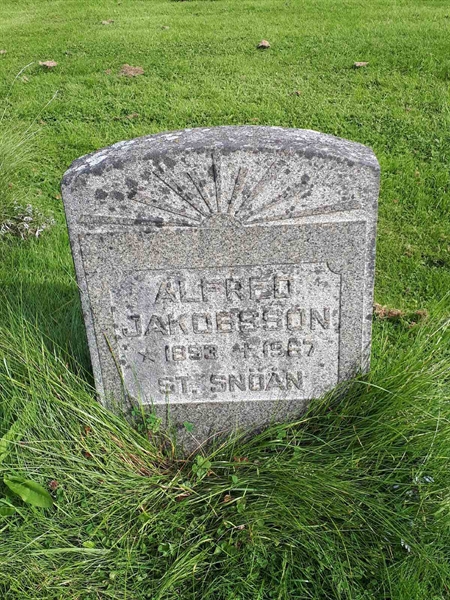 ALFRED
JAKOBSSON
* 1893 † 1967
ST. SNÖAN